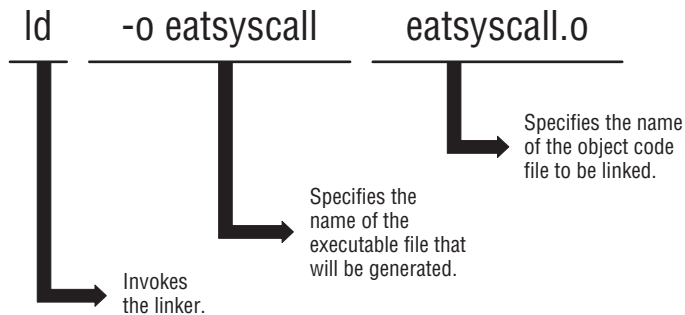 ld -o eatsyscall eatsyscall.o
Specifies the name
of the object code
file to be linked.
Specifies the
name of the
executable file that
will be generated.
Invokes
the linker.